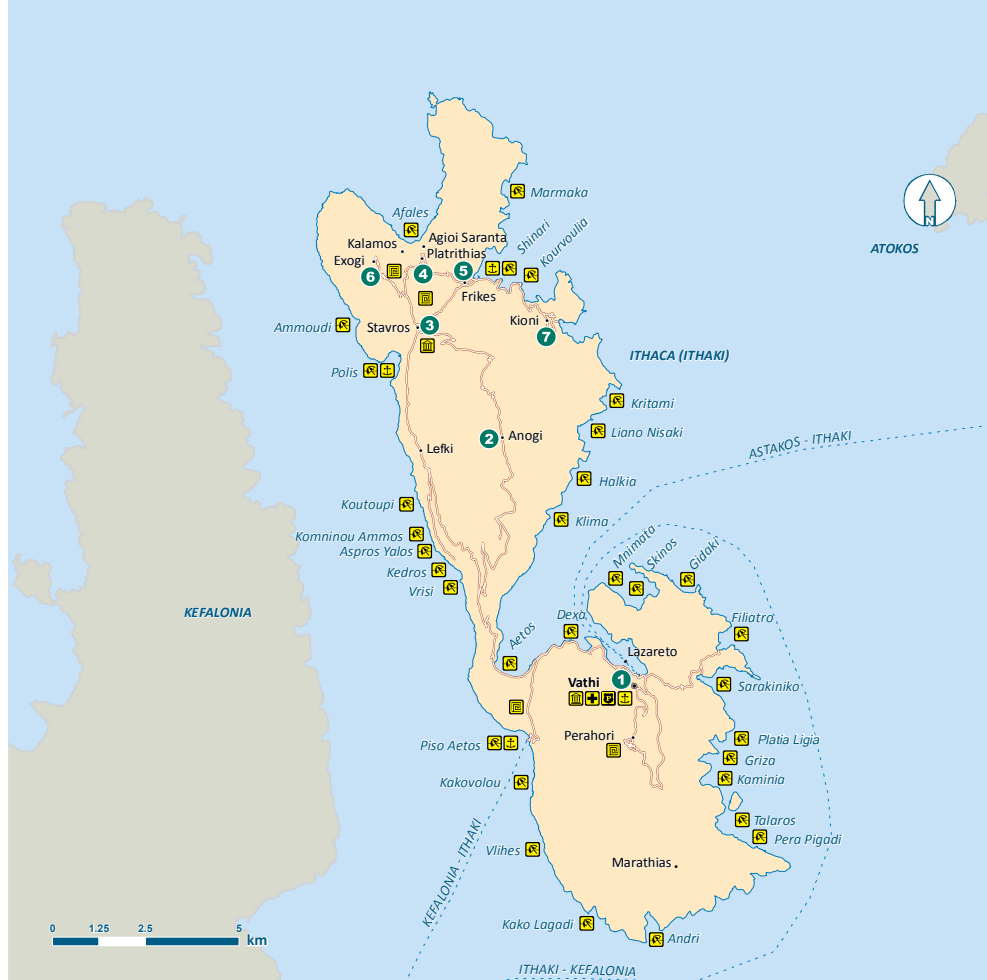 Marmaka
Afales
Shinari
Kourvoulia
Agioi Saranta
Kalamos
Platrithias
Exogi
N
ATOKOS
6
4
5
Frikes
Ammoudi
Stavros
3
Kioni
7
ITHACA (ITHAKI)
Polis
Kritami
Liano Nisaki
2
Anogi
ASTAKOS - ITHAKI
Lefki
Halkia
Koutoupi
Klima
Komninou Ammos
Aspros Yalos
Mnimata
Skinos
Gidaki
Kedros
Vrisi
KEFALONIA
Dexa
Filiatro
Aetos
Lazareto
Vathi
1
Sarakiniko
Perahori
Piso Aetos
Platia Ligia
Griza
Kakovolou
Kaminia
Talaros
Pera Pigadi
KEFALONIA - ITHAKI
Vlihes
Marathias
Kako Lagadi
Andri
0 1.25 2.5 5
km
ITHAKI - KEFALONIA